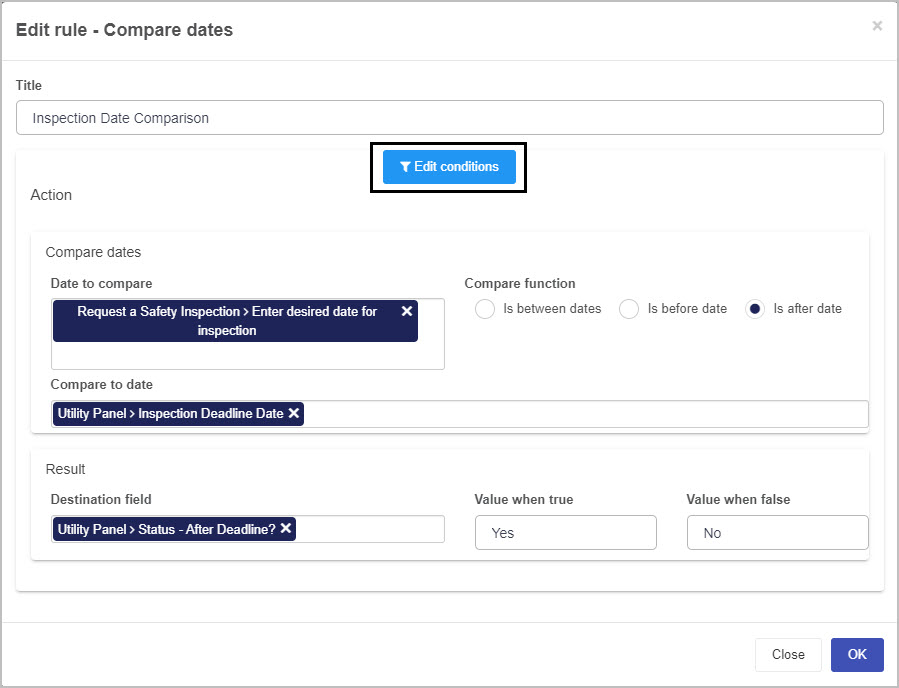 Edit rule - Compare dates
×
Title
Inspection Date Comparison
Edit conditions
Action
Compare dates
Date to compare
Compare function
Request a Safety Inspection > Enter desired date for
inspection
Is between dates
Is before date
Is after date
Compare to date
Utility Panel > Inspection Deadline Date
Result
Destination field
Value when true
Value when false
Utility Panel > Status - After Deadline?
Yes
No
Close
OK